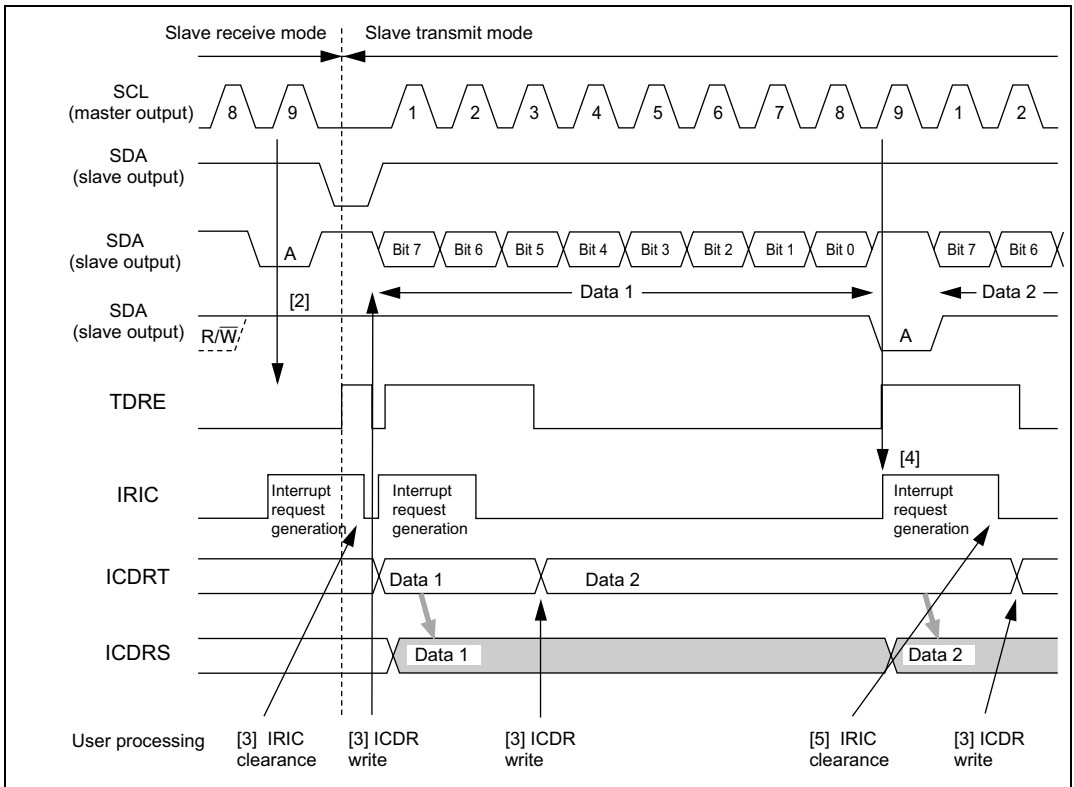 Slave receive mode Slave transmit mode
SCL
(master output) 8 9 1 2 3 4 5 6 7 8 9 1 2
SDA
(slave output)
SDA
(slave output) A Bit 7 Bit 6 Bit 5 Bit 4 Bit 3 Bit 2 Bit 1 Bit 0 Bit 7 Bit 6
Data 1 Data 2
SDA
(slave output) R/W̅ [2] A
TDRE
[4]
IRIC
Interrupt request generation
Interrupt request generation
Interrupt request generation
ICDRT Data 1 Data 2
ICDRS Data 1 Data 2
User processing
[3] IRIC clearance
[3] ICDR write
[3] ICDR write
[5] IRIC clearance
[3] ICDR write